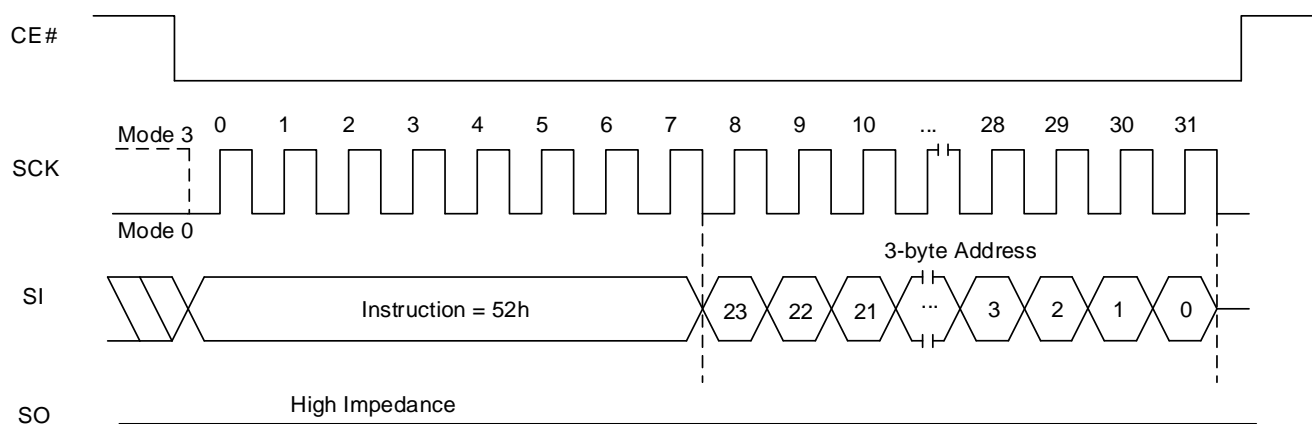 CE#
Mode 3 0 1 2 3 4 5 6 7 8 9 10 ... 28 29 30 31
SCK
Mode 0
3-byte Address
SI Instruction = 52h 23 22 21 ... 3 2 1 0
High Impedance
SO